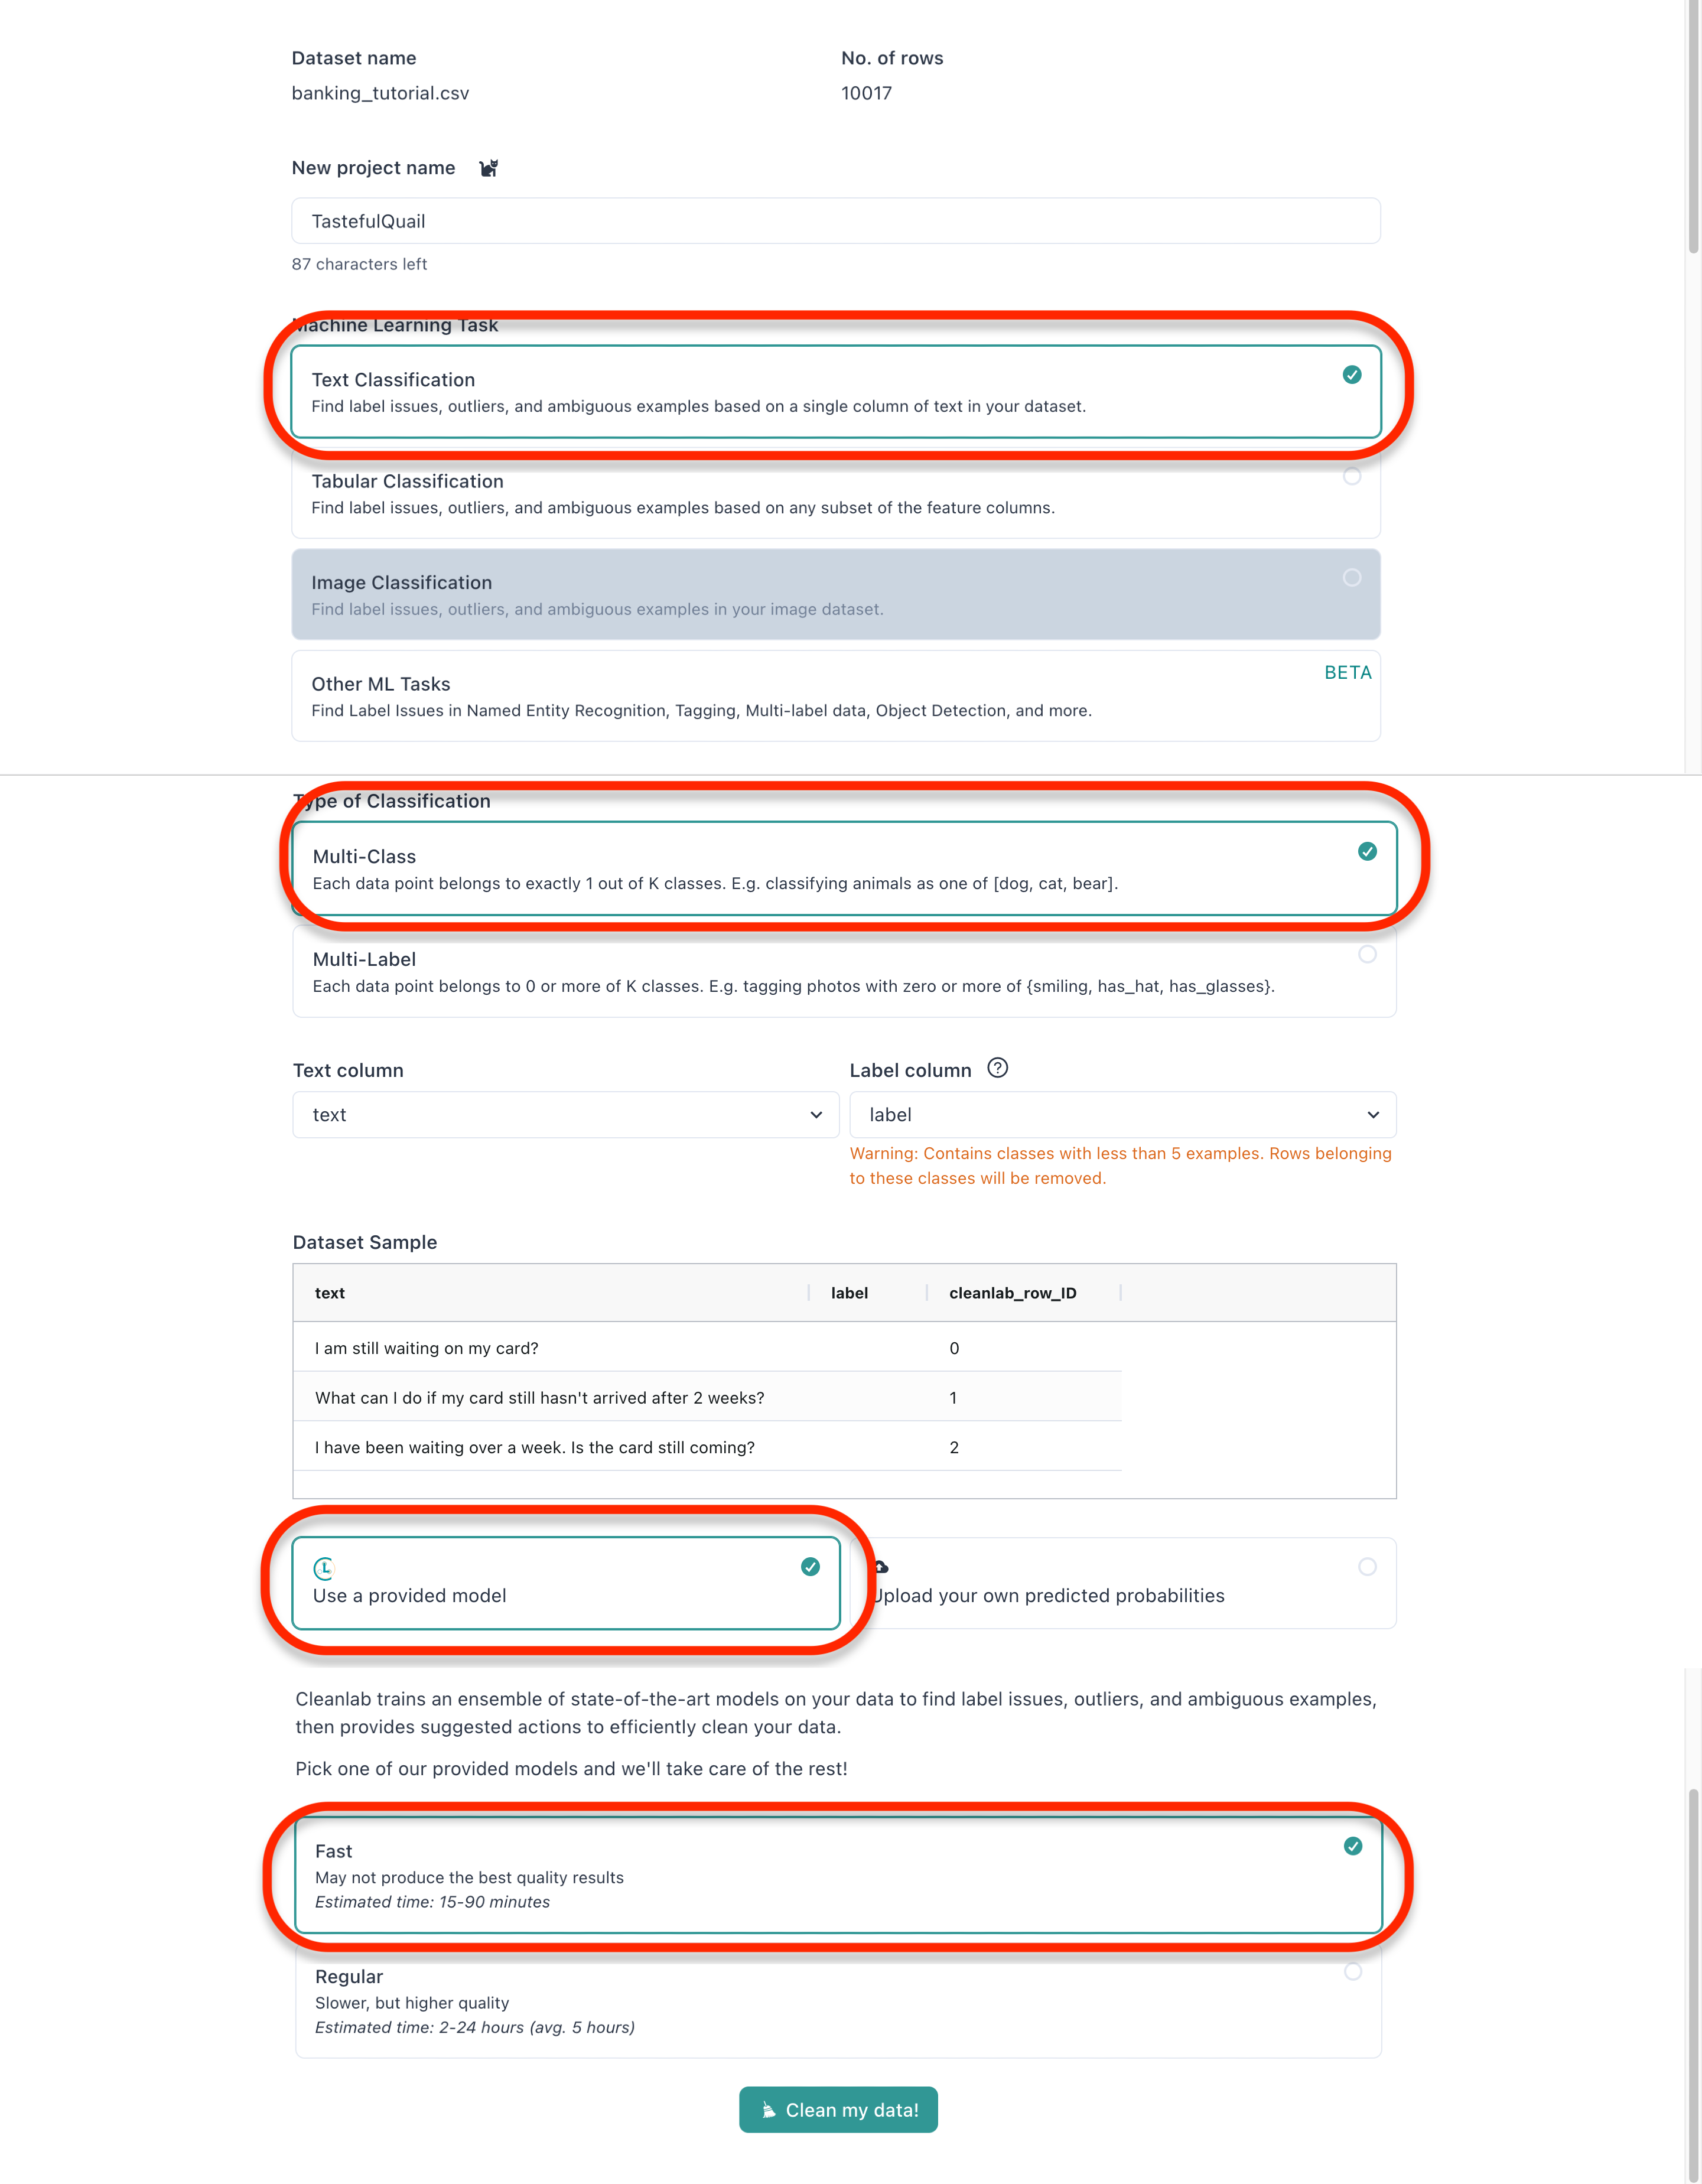 Dataset name
No. of rows
banking_tutorial.csv
10017
New project name
TastefulQuail
87 characters left
Machine Learning Task
Text Classification
Find label issues, outliers, and ambiguous examples based on a single column of text in your dataset.
Tabular Classification
Find label issues, outliers, and ambiguous examples based on any subset of the feature columns.
Image Classification
Find label issues, outliers, and ambiguous examples in your image dataset.
BETA
Other ML Tasks
Find Label Issues in Named Entity Recognition, Tagging, Multi-label data, Object Detection, and more.
Type of Classification
Multi-Class
Each data point belongs to exactly 1 out of K classes. E.g. classifying animals as one of [dog, cat, bear].
Multi-Label
Each data point belongs to 0 or more of K classes. E.g. tagging photos with zero or more of {smiling, has_hat, has_glasses}.
Text column
Label column
text
label
Warning: Contains classes with less than 5 examples. Rows belonging
to these classes will be removed.
Dataset Sample
text label cleanlab_row_ID
I am still waiting on my card? 0
What can I do if my card still hasn't arrived after 2 weeks? 1
I have been waiting over a week. Is the card still coming? 2
Use a provided model
Upload your own predicted probabilities
Cleanlab trains an ensemble of state-of-the-art models on your data to find label issues, outliers, and ambiguous examples,
then provides suggested actions to efficiently clean your data.
Pick one of our provided models and we'll take care of the rest!
Fast
May not produce the best quality results
Estimated time: 15-90 minutes
Regular
Slower, but higher quality
Estimated time: 2-24 hours (avg. 5 hours)
Clean my data!